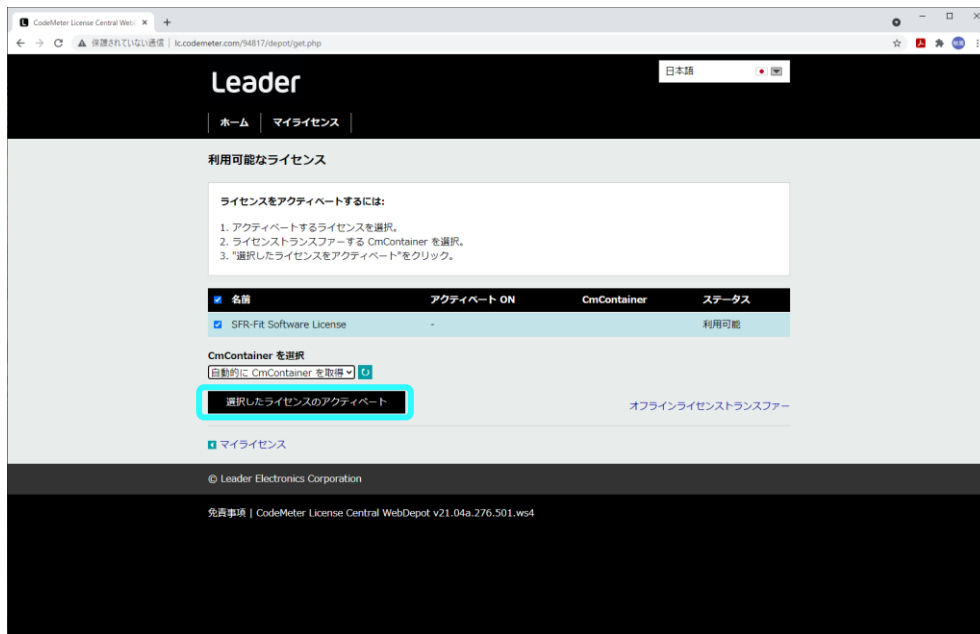 CodeMeter License Central Web
保護されていない通信 | lc.codemeter.com/94817/depot/get.php
Leader
日本語
ホーム マイライセンス
利用可能なライセンス
ライセンスをアクティベートするには:
1. アクティベートするライセンスを選択。
2. ライセンストランスファーする CmContainer を選択。
3. "選択したライセンスをアクティベート"をクリック。
名前 アクティベート ON CmContainer ステータス
SFR-Fit Software License - 利用可能
CmContainer を選択
自動的に CmContainer を取得
選択したライセンスのアクティベート
オフラインライセンストランスファー
マイライセンス
© Leader Electronics Corporation
免責事項 | CodeMeter License Central WebDepot v21.04a.276.501.ws4